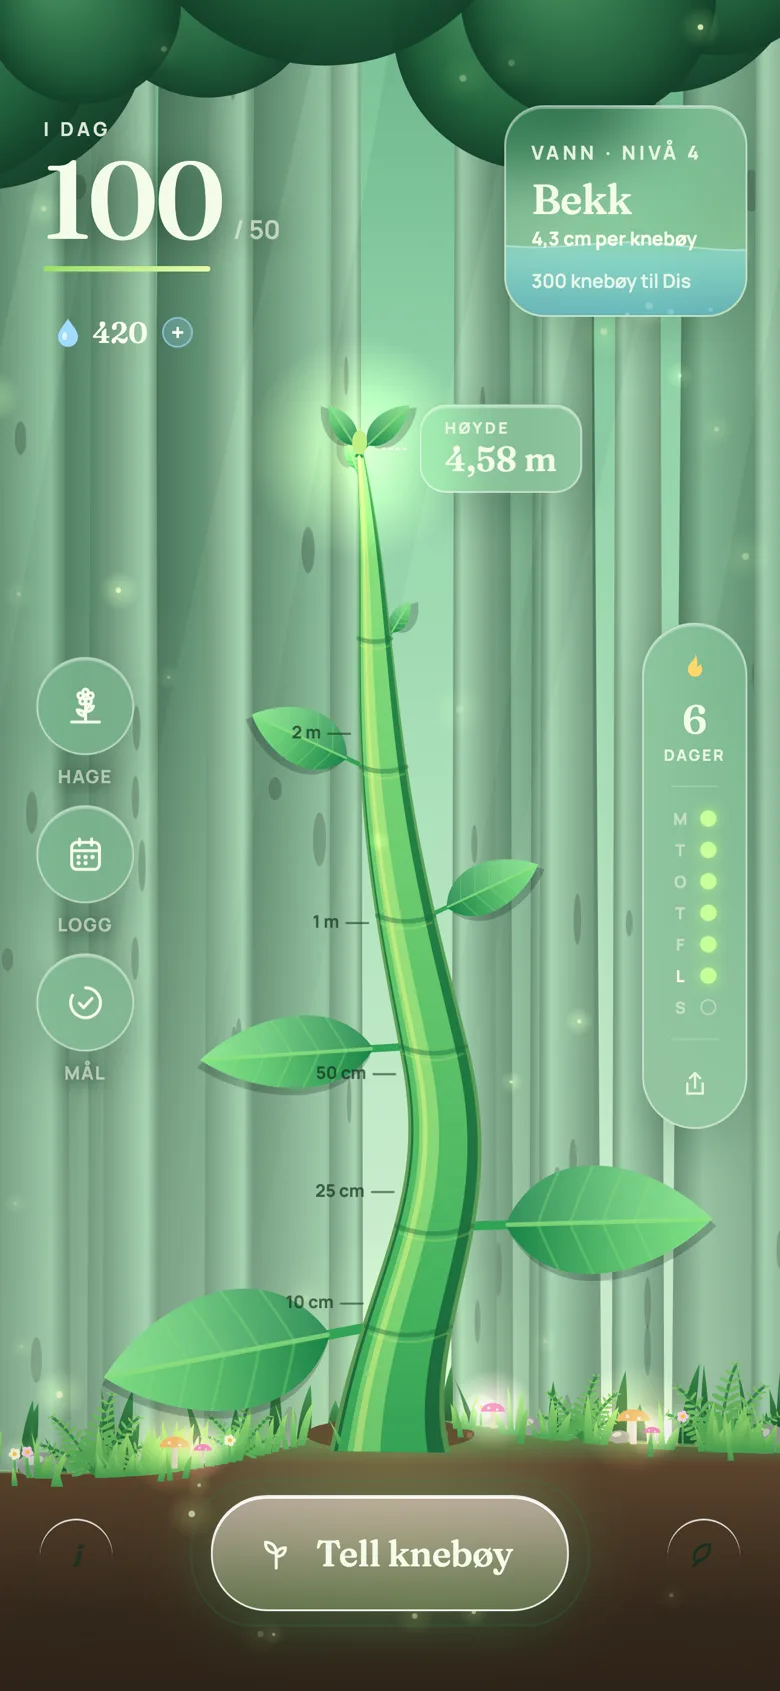 I DAG
100 / 50
420 +
VANN · NIVÅ 4
Bekk
4,3 cm per knebøy
300 knebøy til Dis
HØYDE
4,58 m
HAGE
LOGG
MÅL
2 m
1 m
50 cm
25 cm
10 cm
6
DAGER
M
T
O
T
F
L
S
i
Tell knebøy